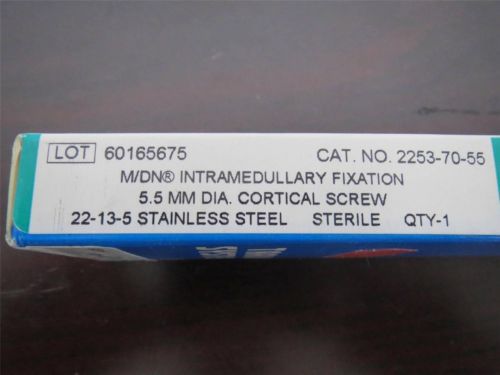 LOT 60165675 CAT. NO. 2253-70-55
M/DN® INTRAMEDULLARY FIXATION
5.5 MM DIA. CORTICAL SCREW
22-13-5 STAINLESS STEEL STERILE QTY-1